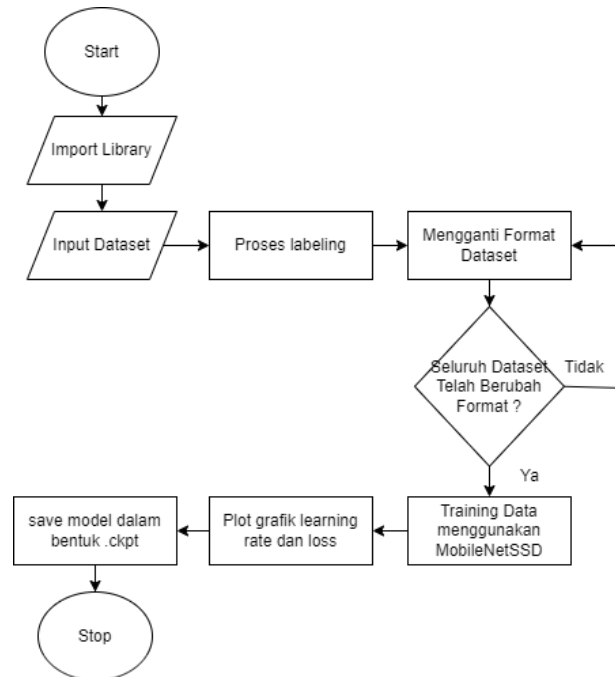 Start
Import Library
Input Dataset
Proses labeling
Mengganti Format
Dataset
Seluruh Dataset
Telah Berubah
Format ?
Tidak
Ya
Training Data
menggunakan
MobileNetSSD
Plot grafik learning
rate dan loss
save model dalam
bentuk .ckpt
Stop